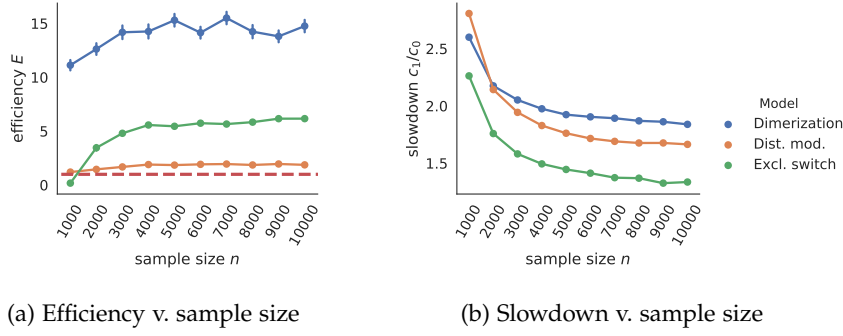 15
10
5
0
efficiency E
1000
2000
3000
4000
5000
6000
7000
8000
9000
10000
sample size n
(a) Efficiency v. sample size
2.5
2.0
1.5
slowdown c₁/c₀
1000
2000
3000
4000
5000
6000
7000
8000
9000
10000
sample size n
(b) Slowdown v. sample size
Model
Dimerization
Dist. mod.
Excl. switch